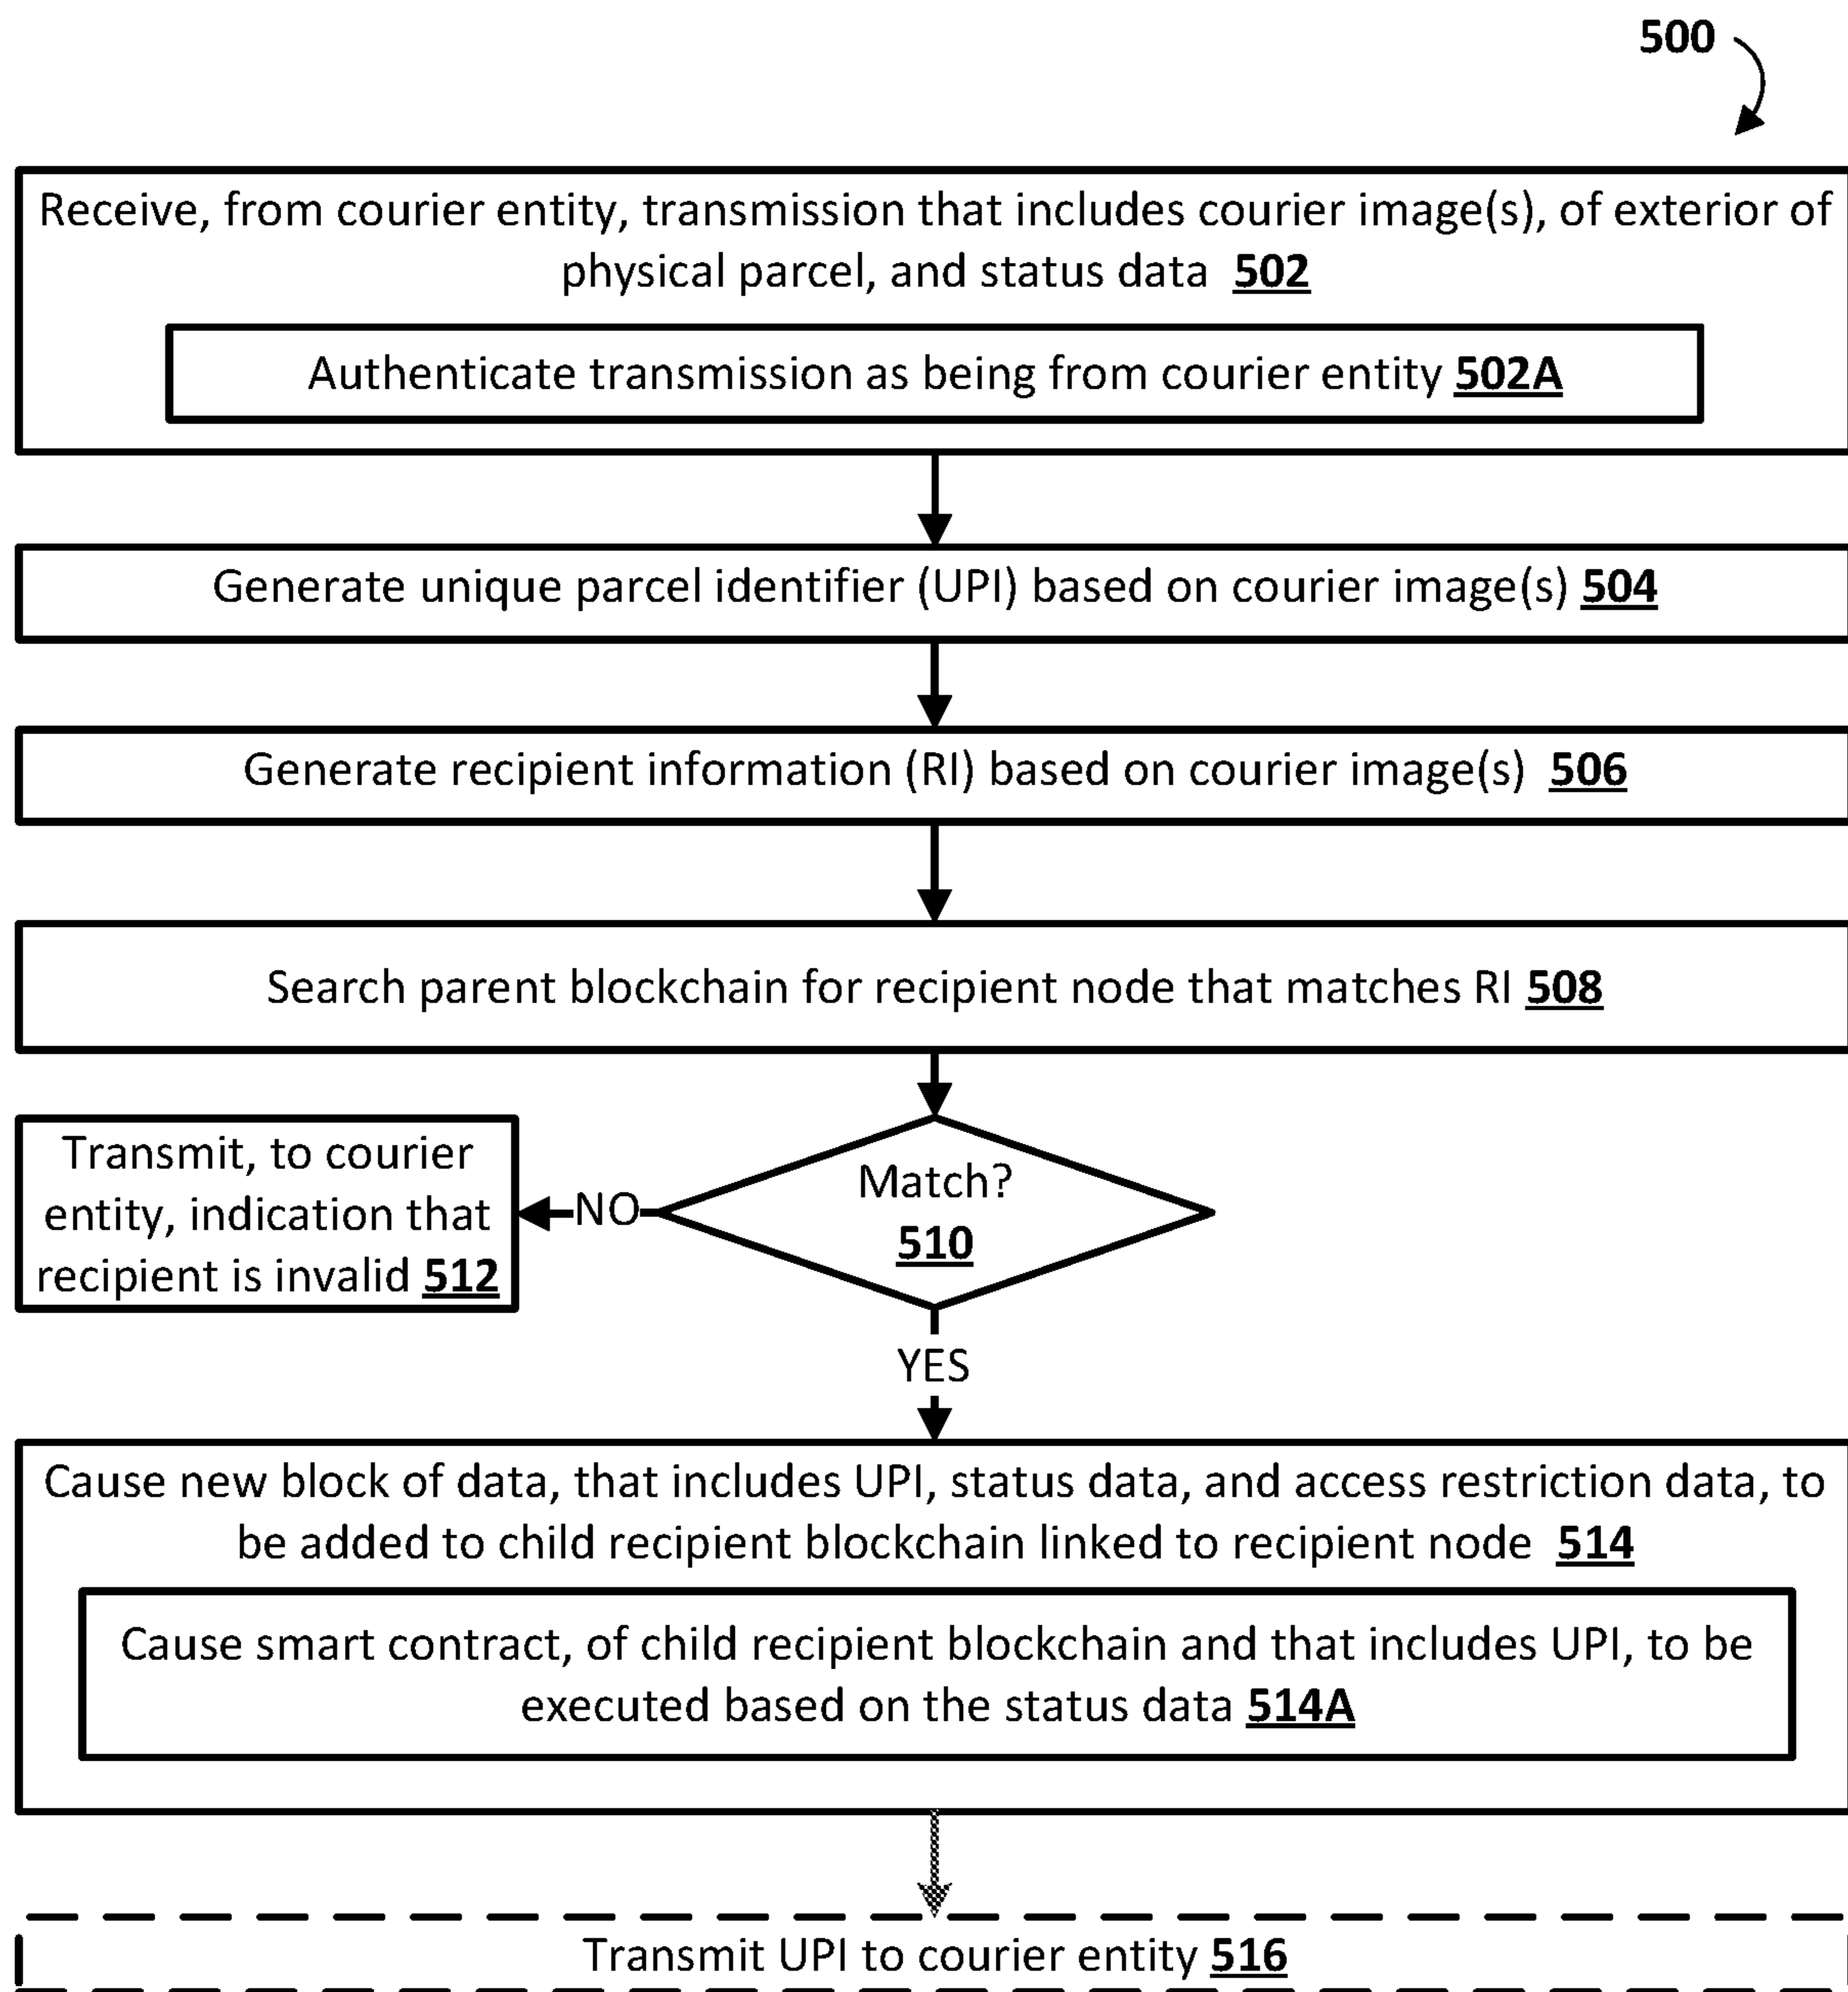 500
Receive, from courier entity, transmission that includes courier image(s), of exterior of
physical parcel, and status data 502
Authenticate transmission as being from courier entity 502A
Generate unique parcel identifier (UPI) based on courier image(s) 504
Generate recipient information (RI) based on courier image(s) 506
Search parent blockchain for recipient node that matches RI 508
Match?
510
NO
Transmit, to courier
entity, indication that
recipient is invalid 512
YES
Cause new block of data, that includes UPI, status data, and access restriction data, to
be added to child recipient blockchain linked to recipient node 514
Cause smart contract, of child recipient blockchain and that includes UPI, to be
executed based on the status data 514A
Transmit UPI to courier entity 516